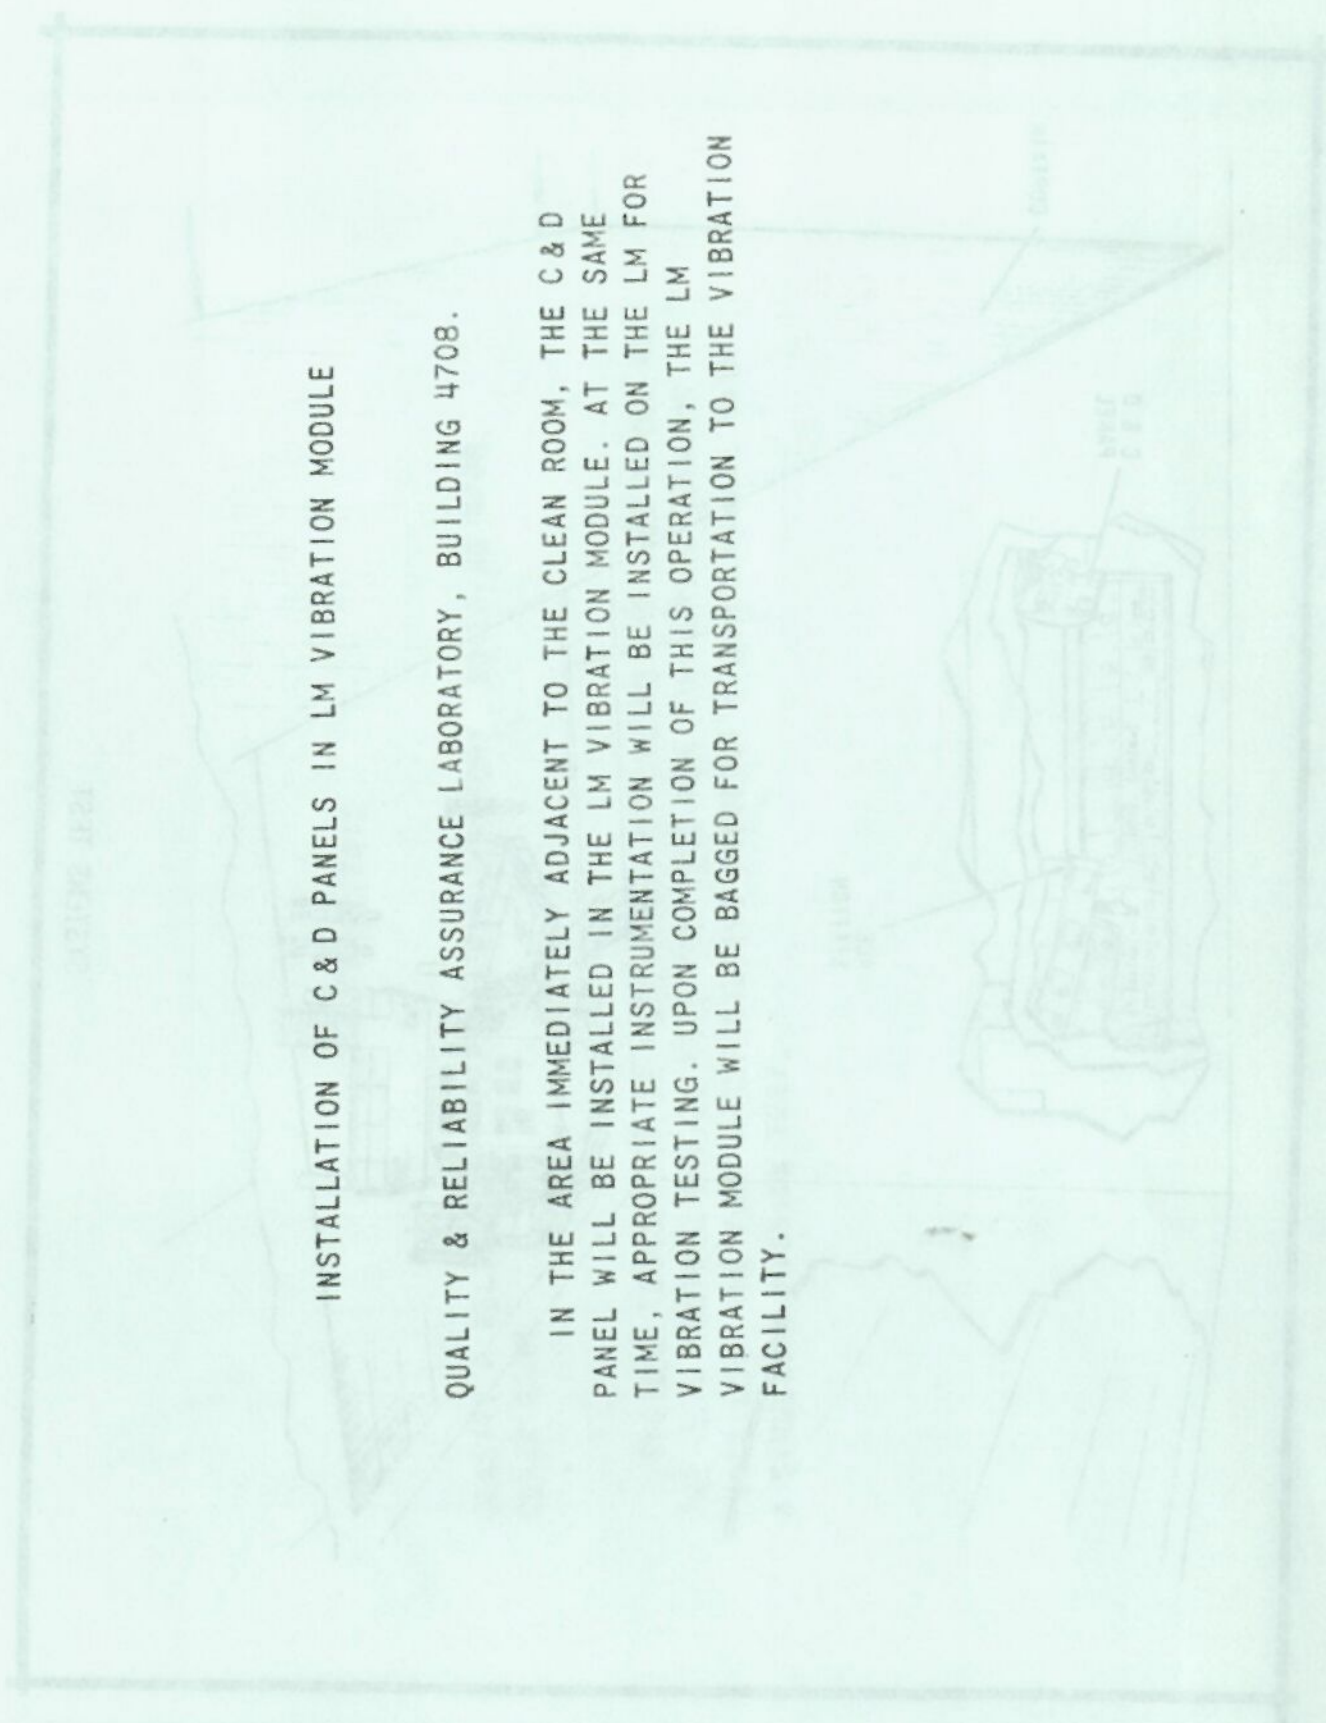 INSTALLATION OF C & D PANELS IN LM VIBRATION MODULE
QUALITY & RELIABILITY ASSURANCE LABORATORY, BUILDING 4708.
IN THE AREA IMMEDIATELY ADJACENT TO THE CLEAN ROOM, THE C & D
PANEL WILL BE INSTALLED IN THE LM VIBRATION MODULE. AT THE SAME
TIME, APPROPRIATE INSTRUMENTATION WILL BE INSTALLED ON THE LM FOR
VIBRATION TESTING. UPON COMPLETION OF THIS OPERATION, THE LM
VIBRATION MODULE WILL BE BAGGED FOR TRANSPORTATION TO THE VIBRATION
FACILITY.